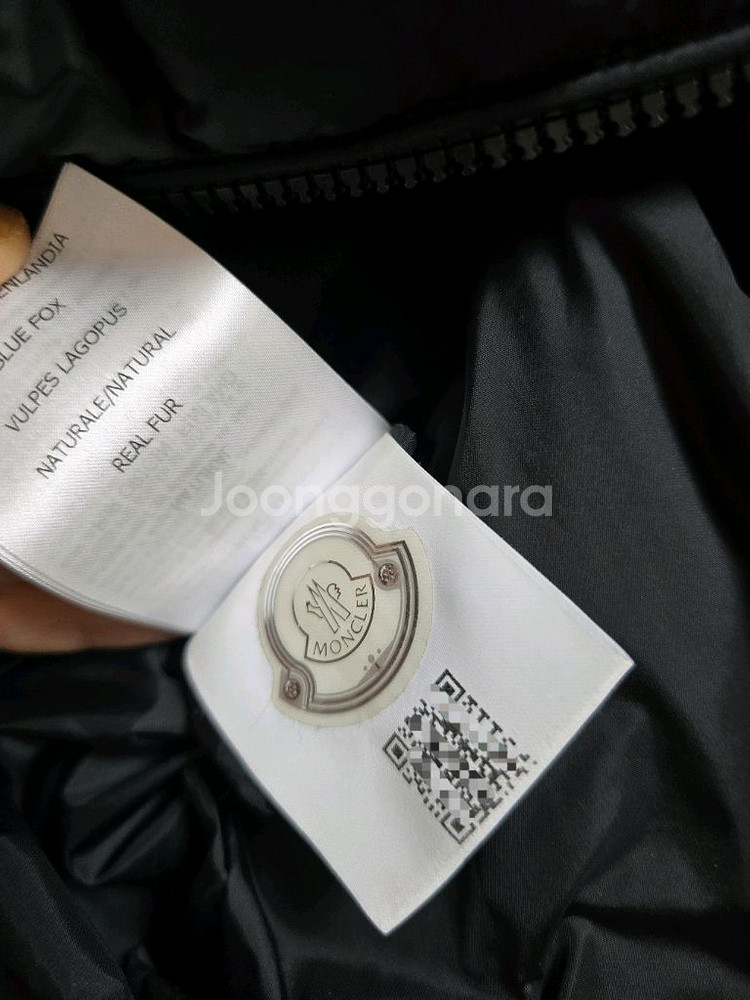 ENLANDIA
BLUE FOX
VULPES LAGOPUS
NATURALE/NATURAL
REAL FUR
Joonggonara
MONCLER